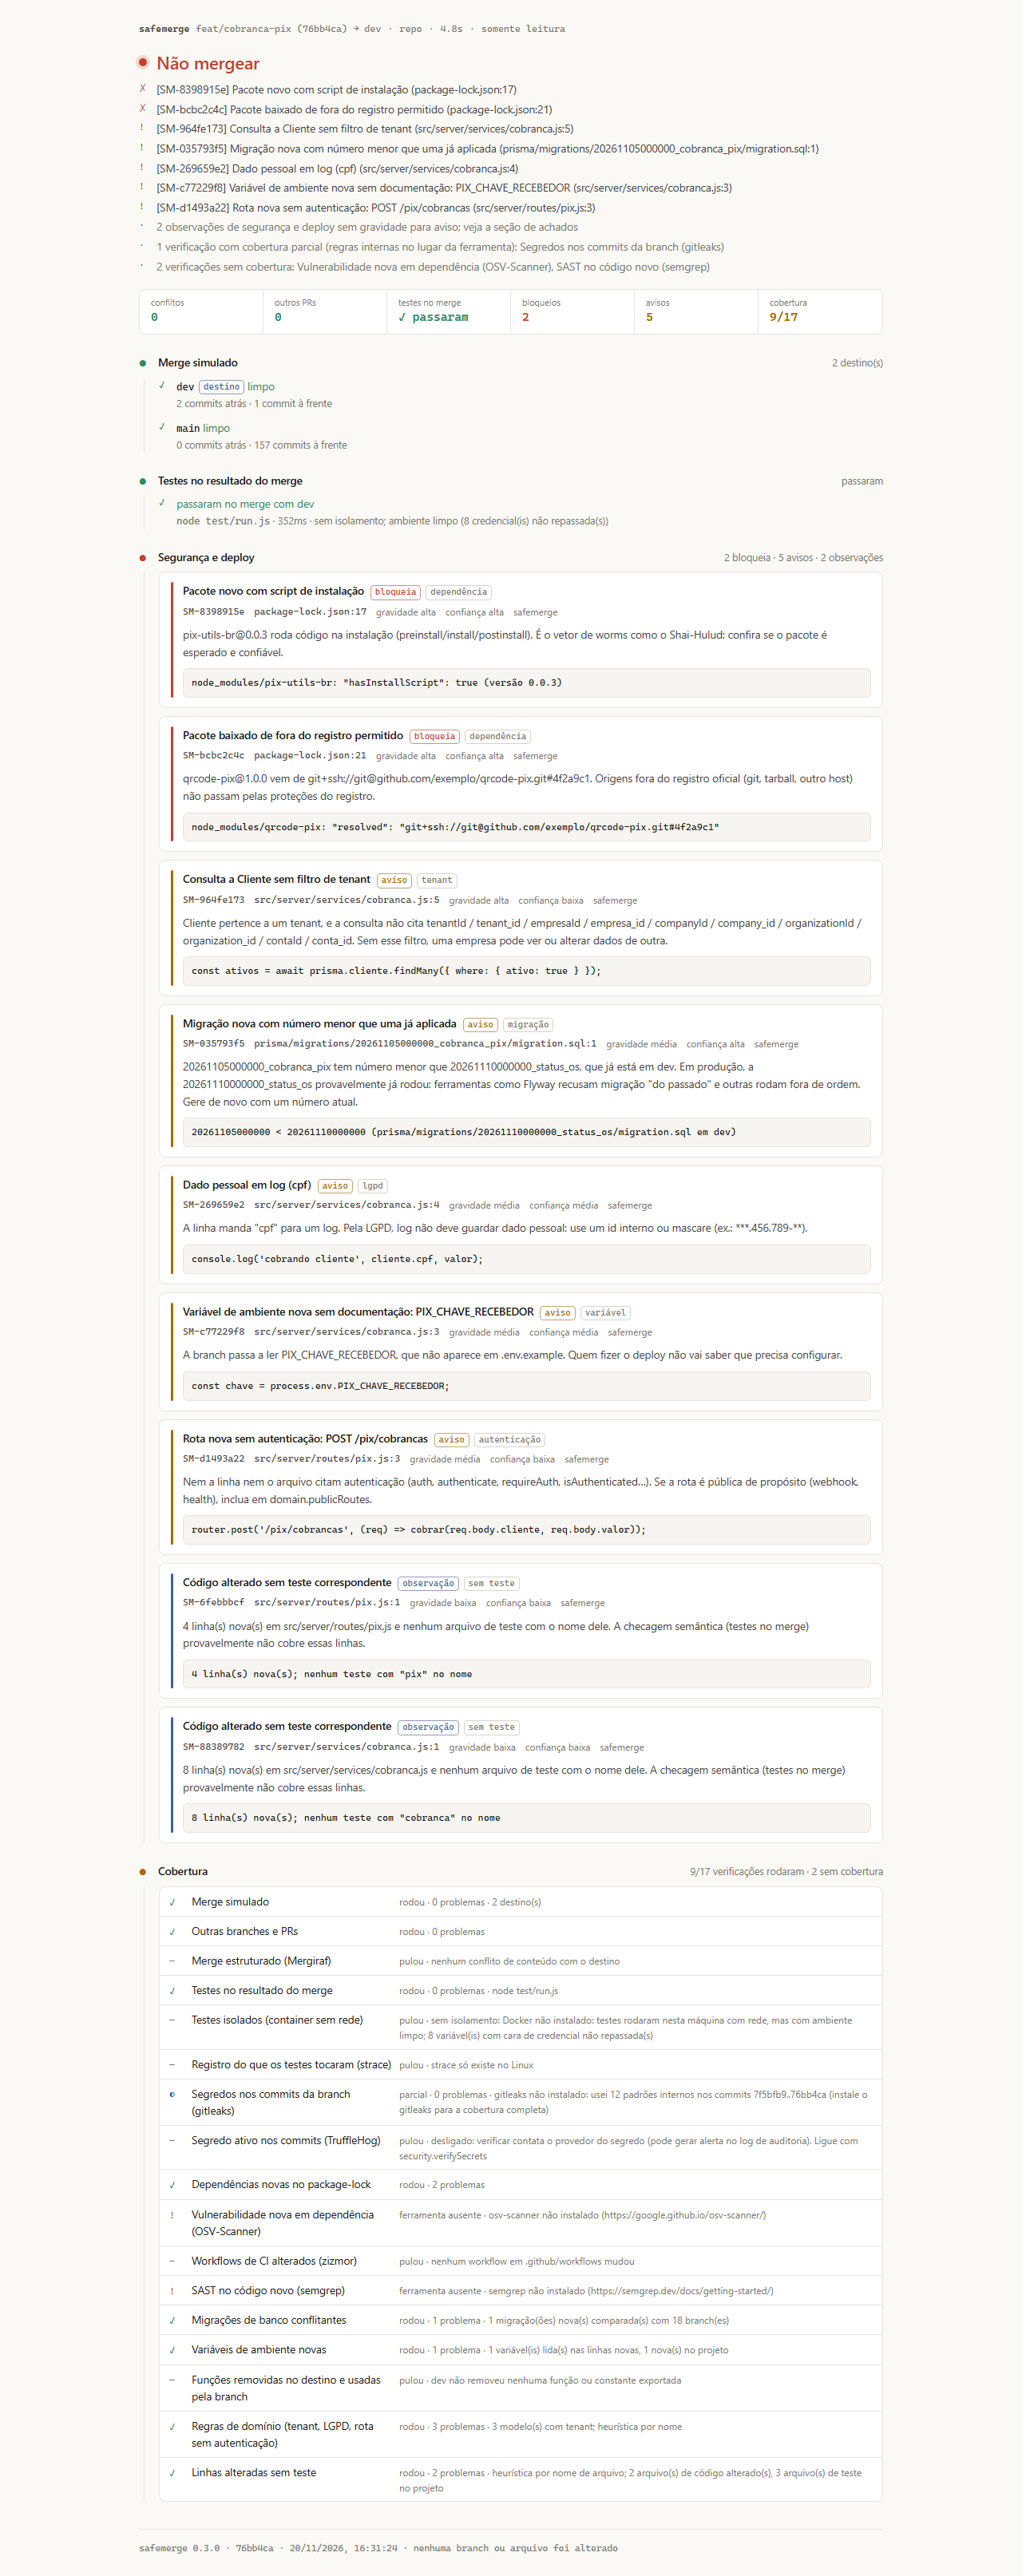 safemerge feat/cobranca-pix (76bb4ca) → dev · repo · 4.8s · somente leitura
Não mergear
✗ [SM-8398915e] Pacote novo com script de instalação (package-lock.json:17)
✗ [SM-bcbc2c4c] Pacote baixado de fora do registro permitido (package-lock.json:21)
! [SM-964fe173] Consulta a Cliente sem filtro de tenant (src/server/services/cobranca.js:5)
! [SM-035793f5] Migração nova com número menor que uma já aplicada (prisma/migrations/20261105000000_cobranca_pix/migration.sql:1)
! [SM-269659e2] Dado pessoal em log (cpf) (src/server/services/cobranca.js:4)
! [SM-c77229f8] Variável de ambiente nova sem documentação: PIX_CHAVE_RECEBEDOR (src/server/services/cobranca.js:3)
! [SM-d1493a22] Rota nova sem autenticação: POST /pix/cobrancas (src/server/routes/pix.js:3)
· 2 observações de segurança e deploy sem gravidade para aviso; veja a seção de achados
· 1 verificação com cobertura parcial (regras internas no lugar da ferramenta): Segredos nos commits da branch (gitleaks)
· 2 verificações sem cobertura: Vulnerabilidade nova em dependência (OSV-Scanner), SAST no código novo (semgrep)
conflitos outros PRs testes no merge bloqueios avisos cobertura
0 0 ✓ passaram 2 5 9/17
Merge simulado 2 destino(s)
✓ dev destino limpo
2 commits atrás · 1 commit à frente
✓ main limpo
0 commits atrás · 157 commits à frente
Testes no resultado do merge passaram
✓ passaram no merge com dev
node test/run.js · 352ms · sem isolamento; ambiente limpo (8 credencial(is) não repassada(s))
Segurança e deploy 2 bloqueia · 5 avisos · 2 observações
Pacote novo com script de instalação bloqueia dependência
SM-8398915e package-lock.json:17 gravidade alta confiança alta safemerge
pix-utils-br@0.0.3 roda código na instalação (preinstall/install/postinstall). É o vetor de worms como o Shai-Hulud: confira se o pacote é
esperado e confiável.
node_modules/pix-utils-br: "hasInstallScript": true (versão 0.0.3)
Pacote baixado de fora do registro permitido bloqueia dependência
SM-bcbc2c4c package-lock.json:21 gravidade alta confiança alta safemerge
qrcode-pix@1.0.0 vem de git+ssh://git@github.com/exemplo/qrcode-pix.git#4f2a9c1. Origens fora do registro oficial (git, tarball, outro host)
não passam pelas proteções do registro.
node_modules/qrcode-pix: "resolved": "git+ssh://git@github.com/exemplo/qrcode-pix.git#4f2a9c1"
Consulta a Cliente sem filtro de tenant aviso tenant
SM-964fe173 src/server/services/cobranca.js:5 gravidade alta confiança baixa safemerge
Cliente pertence a um tenant, e a consulta não cita tenantId / tenant_id / empresaId / empresa_id / companyId / company_id / organizationId /
organization_id / contaId / conta_id. Sem esse filtro, uma empresa pode ver ou alterar dados de outra.
const ativos = await prisma.cliente.findMany({ where: { ativo: true } });
Migração nova com número menor que uma já aplicada aviso migração
SM-035793f5 prisma/migrations/20261105000000_cobranca_pix/migration.sql:1 gravidade média confiança alta safemerge
20261105000000_cobranca_pix tem número menor que 20261110000000_status_os, que já está em dev. Em produção, a
20261110000000_status_os provavelmente já rodou: ferramentas como Flyway recusam migração "do passado" e outras rodam fora de ordem.
Gere de novo com um número atual.
20261105000000 < 20261110000000 (prisma/migrations/20261110000000_status_os/migration.sql em dev)
Dado pessoal em log (cpf) aviso lgpd
SM-269659e2 src/server/services/cobranca.js:4 gravidade média confiança média safemerge
A linha manda "cpf" para um log. Pela LGPD, log não deve guardar dado pessoal: use um id interno ou mascare (ex.: ***.456.789-**).
console.log('cobrando cliente', cliente.cpf, valor);
Variável de ambiente nova sem documentação: PIX_CHAVE_RECEBEDOR aviso variável
SM-c77229f8 src/server/services/cobranca.js:3 gravidade média confiança média safemerge
A branch passa a ler PIX_CHAVE_RECEBEDOR, que não aparece em .env.example. Quem fizer o deploy não vai saber que precisa configurar.
const chave = process.env.PIX_CHAVE_RECEBEDOR;
Rota nova sem autenticação: POST /pix/cobrancas aviso autenticação
SM-d1493a22 src/server/routes/pix.js:3 gravidade média confiança baixa safemerge
Nem a linha nem o arquivo citam autenticação (auth, authenticate, requireAuth, isAuthenticated…). Se a rota é pública de propósito (webhook,
health), inclua em domain.publicRoutes.
router.post('/pix/cobrancas', (req) => cobrar(req.body.cliente, req.body.valor));
Código alterado sem teste correspondente observação sem teste
SM-6febbbcf src/server/routes/pix.js:1 gravidade baixa confiança baixa safemerge
4 linha(s) nova(s) em src/server/routes/pix.js e nenhum arquivo de teste com o nome dele. A checagem semântica (testes no merge)
provavelmente não cobre essas linhas.
4 linha(s) nova(s); nenhum teste com "pix" no nome
Código alterado sem teste correspondente observação sem teste
SM-88389782 src/server/services/cobranca.js:1 gravidade baixa confiança baixa safemerge
8 linha(s) nova(s) em src/server/services/cobranca.js e nenhum arquivo de teste com o nome dele. A checagem semântica (testes no merge)
provavelmente não cobre essas linhas.
8 linha(s) nova(s); nenhum teste com "cobranca" no nome
Cobertura 9/17 verificações rodaram · 2 sem cobertura
✓ Merge simulado rodou · 0 problemas · 2 destino(s)
✓ Outras branches e PRs rodou · 0 problemas
– Merge estruturado (Mergiraf) pulou · nenhum conflito de conteúdo com o destino
✓ Testes no resultado do merge rodou · 0 problemas · node test/run.js
– Testes isolados (container sem rede) pulou · sem isolamento: Docker não instalado: testes rodaram nesta máquina com rede, mas com ambiente
limpo; 8 variável(is) com cara de credencial não repassada(s)
– Registro do que os testes tocaram (strace) pulou · strace só existe no Linux
Segredos nos commits da branch parcial · 0 problemas · gitleaks não instalado: usei 12 padrões internos nos commits 7f5bfb9..76bb4ca (instale o
(gitleaks) gitleaks para a cobertura completa)
– Segredo ativo nos commits (TruffleHog) pulou · desligado: verificar contata o provedor do segredo (pode gerar alerta no log de auditoria). Ligue com
security.verifySecrets
✓ Dependências novas no package-lock rodou · 2 problemas
! Vulnerabilidade nova em dependência ferramenta ausente · osv-scanner não instalado (https://google.github.io/osv-scanner/)
(OSV-Scanner)
– Workflows de CI alterados (zizmor) pulou · nenhum workflow em .github/workflows mudou
! SAST no código novo (semgrep) ferramenta ausente · semgrep não instalado (https://semgrep.dev/docs/getting-started/)
✓ Migrações de banco conflitantes rodou · 1 problema · 1 migração(ões) nova(s) comparada(s) com 18 branch(es)
✓ Variáveis de ambiente novas rodou · 1 problema · 1 variável(is) lida(s) nas linhas novas, 1 nova(s) no projeto
– Funções removidas no destino e usadas pulou · dev não removeu nenhuma função ou constante exportada
pela branch
✓ Regras de domínio (tenant, LGPD, rota rodou · 3 problemas · 3 modelo(s) com tenant; heurística por nome
sem autenticação)
✓ Linhas alteradas sem teste rodou · 2 problemas · heurística por nome de arquivo; 2 arquivo(s) de código alterado(s), 3 arquivo(s) de teste
no projeto
safemerge 0.3.0 · 76bb4ca · 20/11/2026, 16:31:24 · nenhuma branch ou arquivo foi alterado